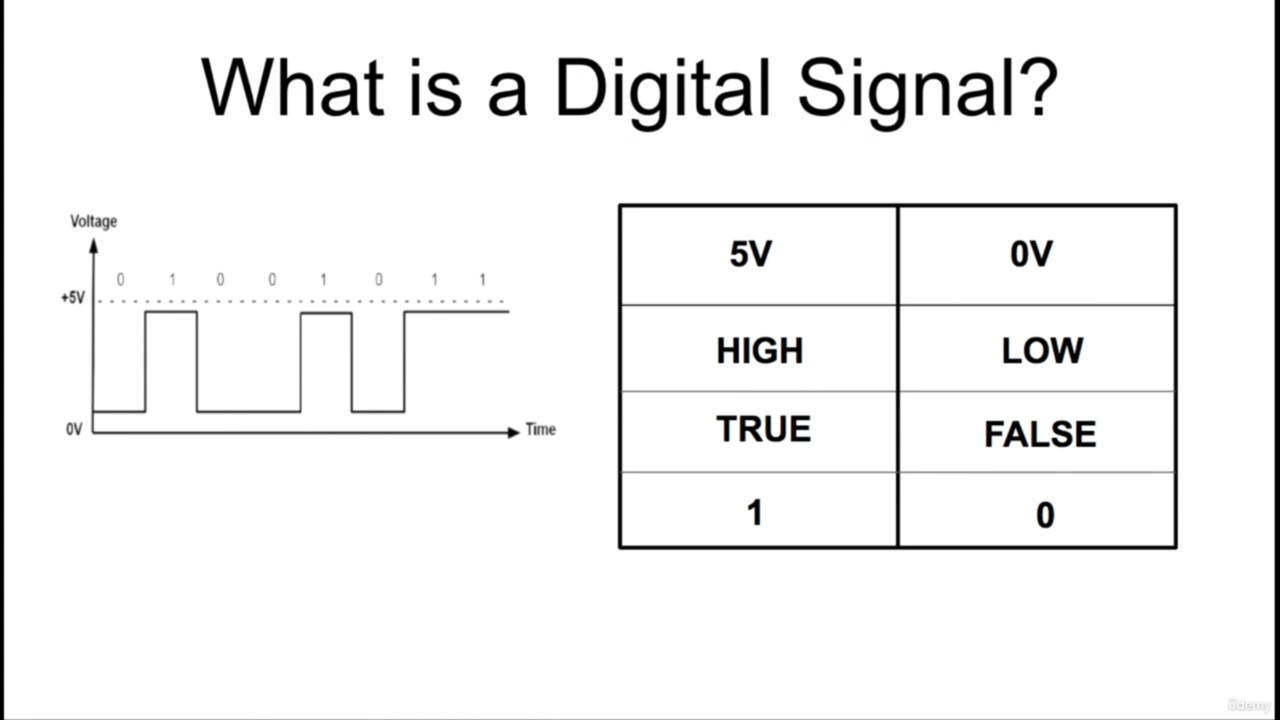 What is a Digital Signal?
Voltage
0 1 0 0 1 0 1 1
+5V
0V
Time
5V 0V
HIGH LOW
TRUE FALSE
1 0
ûdemy